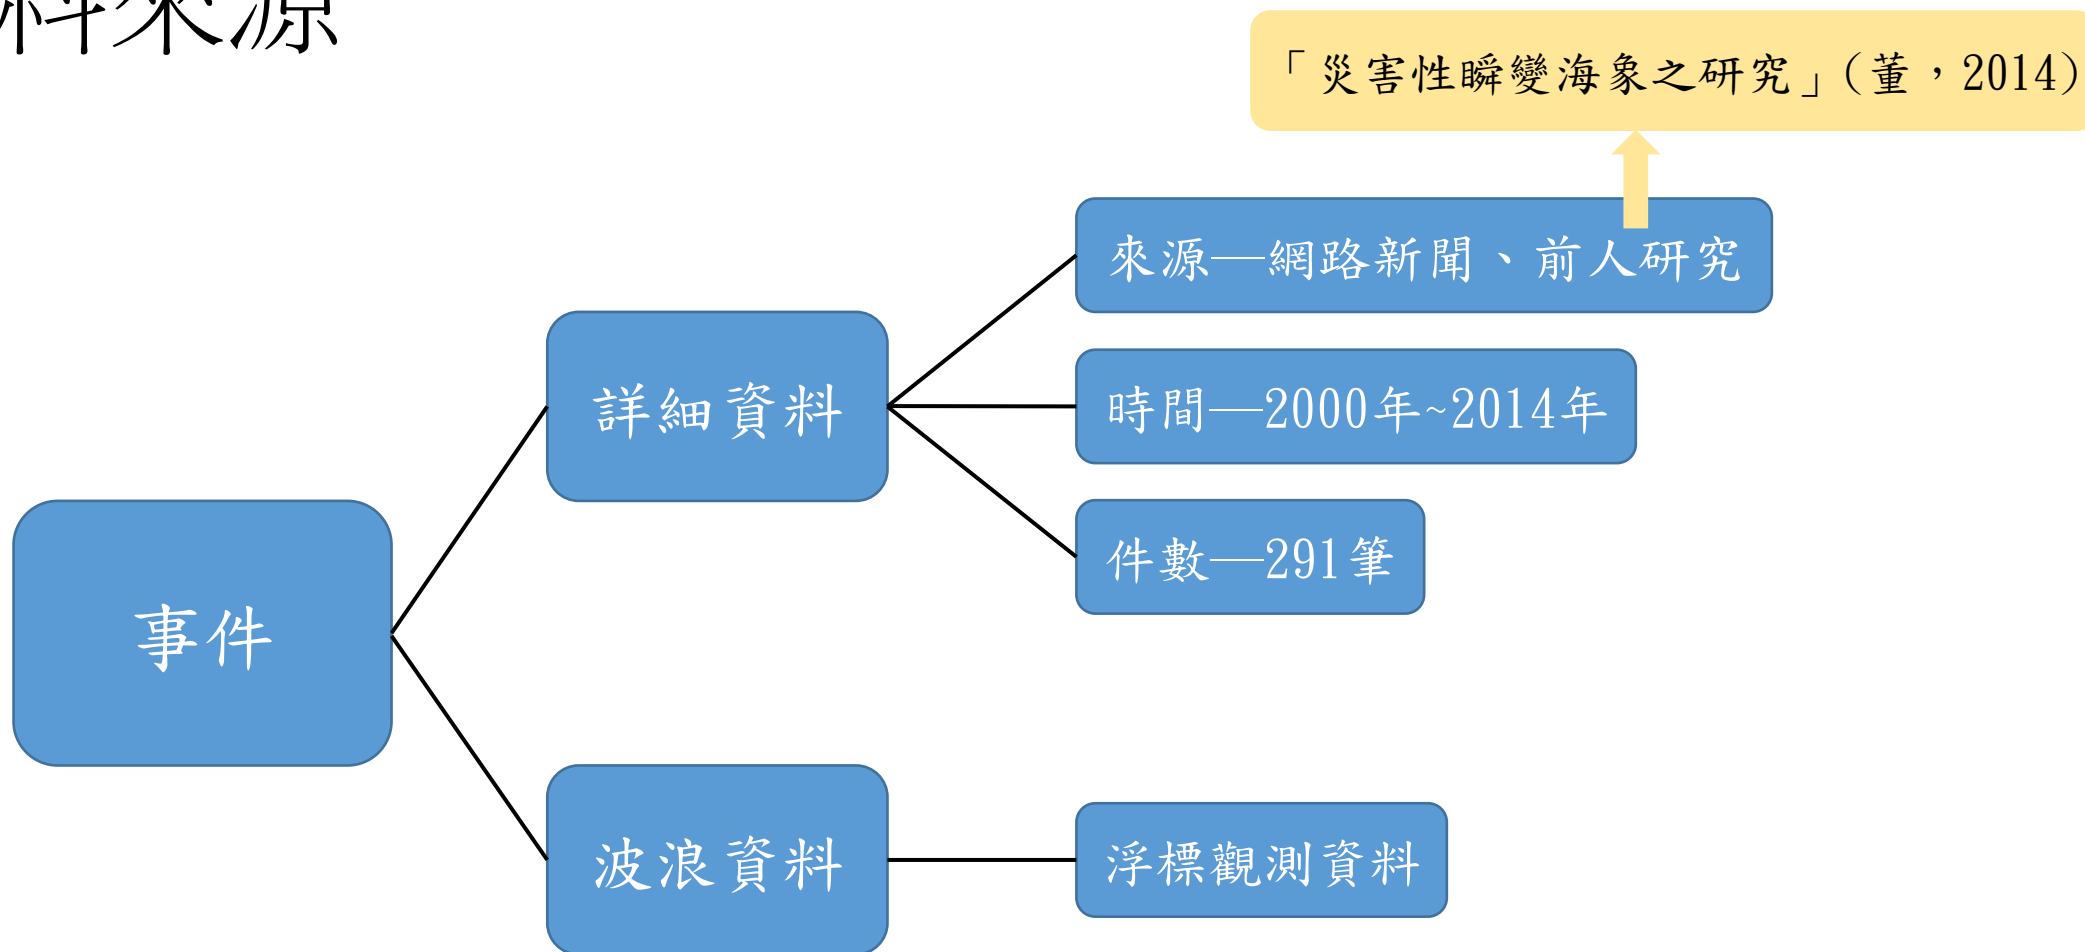 料來源
「災害性瞬變海象之研究」(董，2014)
來源—網路新聞、前人研究
詳細資料
時間—2000年~2014年
件數—291筆
事件
波浪資料
浮標觀測資料